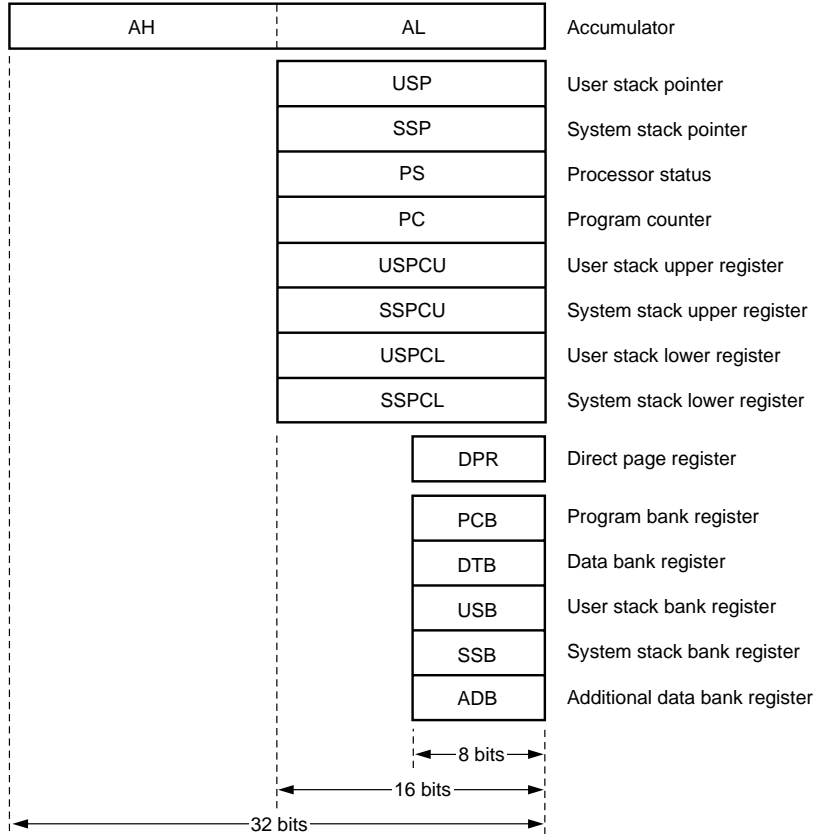 AH AL Accumulator
USP User stack pointer
SSP System stack pointer
PS Processor status
PC Program counter
USPCU User stack upper register
SSPCU System stack upper register
USPCL User stack lower register
SSPCL System stack lower register
DPR Direct page register
PCB Program bank register
DTB Data bank register
USB User stack bank register
SSB System stack bank register
ADB Additional data bank register
8 bits
16 bits
32 bits